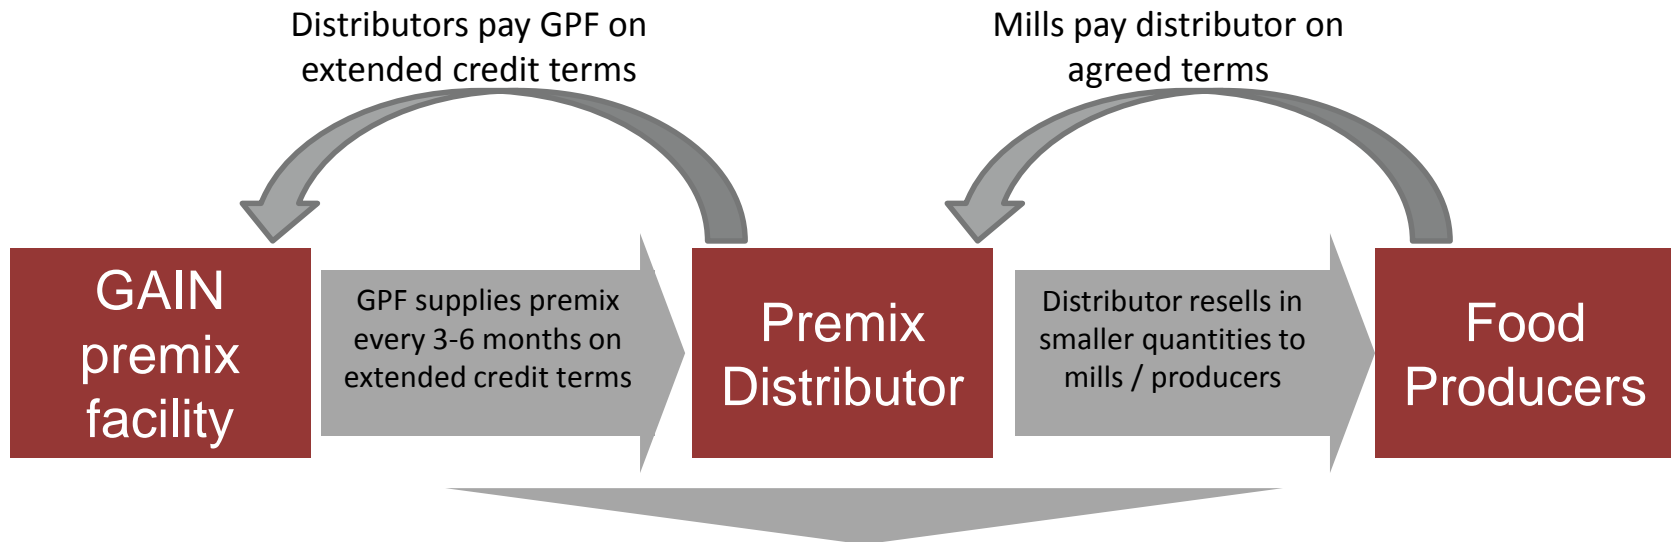 Distributors pay GPF on
extended credit terms
Mills pay distributor on
agreed terms
GAIN
premix
facility
GPF supplies premix
every 3-6 months on
extended credit terms
Premix
Distributor
Distributor resells in
smaller quantities to
mills / producers
Food
Producers